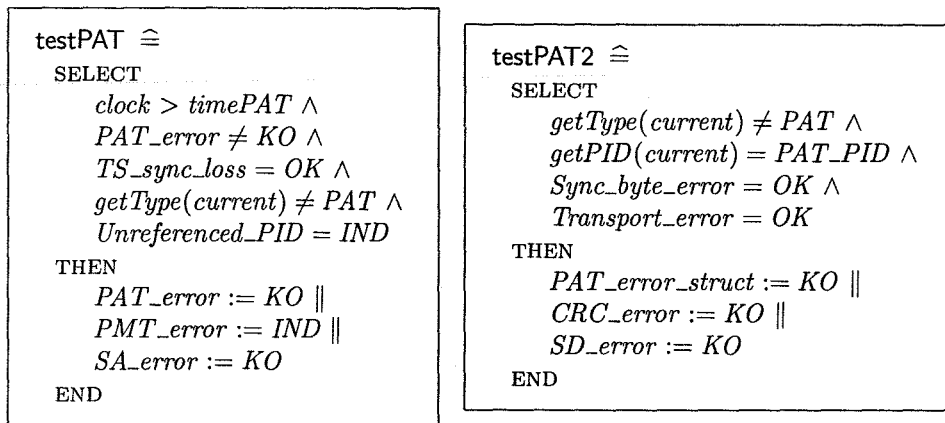 testPAT ≙
SELECT
clock > timePAT ∧
PAT_error ≠ KO ∧
TS_sync_loss = OK ∧
getType(current) ≠ PAT ∧
Unreferenced_PID = IND
THEN
PAT_error := KO ||
PMT_error := IND ||
SA_error := KO
END
testPAT2 ≙
SELECT
getType(current) ≠ PAT ∧
getPID(current) = PAT_PID ∧
Sync_byte_error = OK ∧
Transport_error = OK
THEN
PAT_error_struct := KO ||
CRC_error := KO ||
SD_error := KO
END